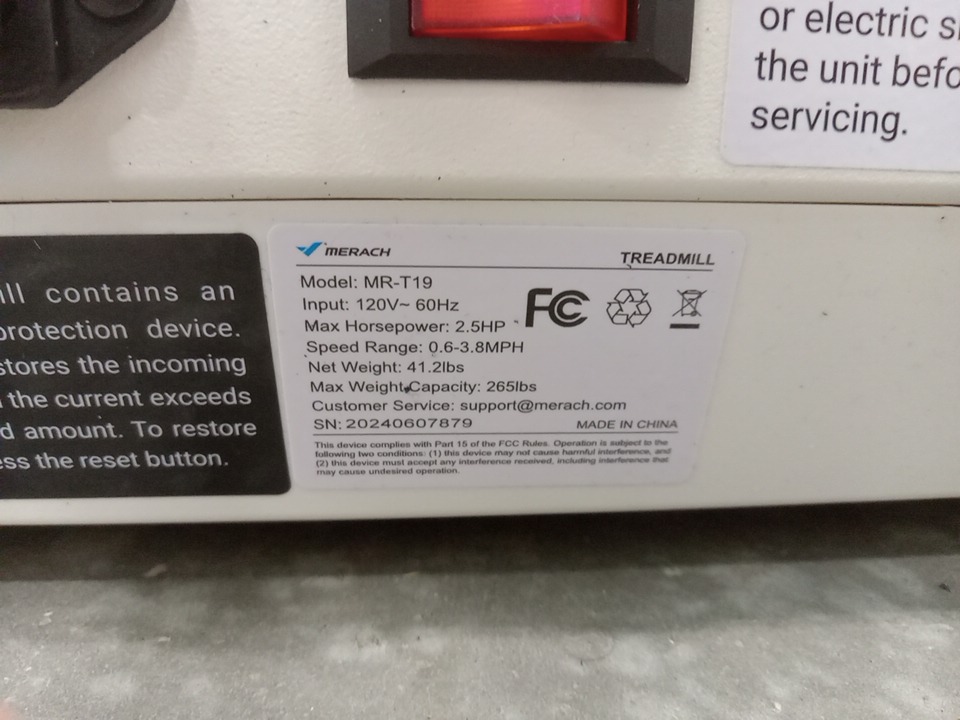 or electric
the unit
servicing.
contains an
protection device.
the incoming
the current exceeds
amount. To restore
the reset button.
MERACH
TREADMILL
Model: MR-T19
Input: 120V~ 60Hz
Max Horsepower: 2.5HP
Speed Range: 0.6-3.8MPH
Net Weight: 41.2lbs
Max Weight Capacity: 265lbs
Customer Service: support@merach.com
SN: 20240607879
MADE IN CHINA
FC
This device complies with Part 15 of the FCC Rules. Operation is subject to the
following two conditions: (1) this device may not cause harmful interference, and
(2) this device must accept any interference received, including interference that
may cause undesired operation.